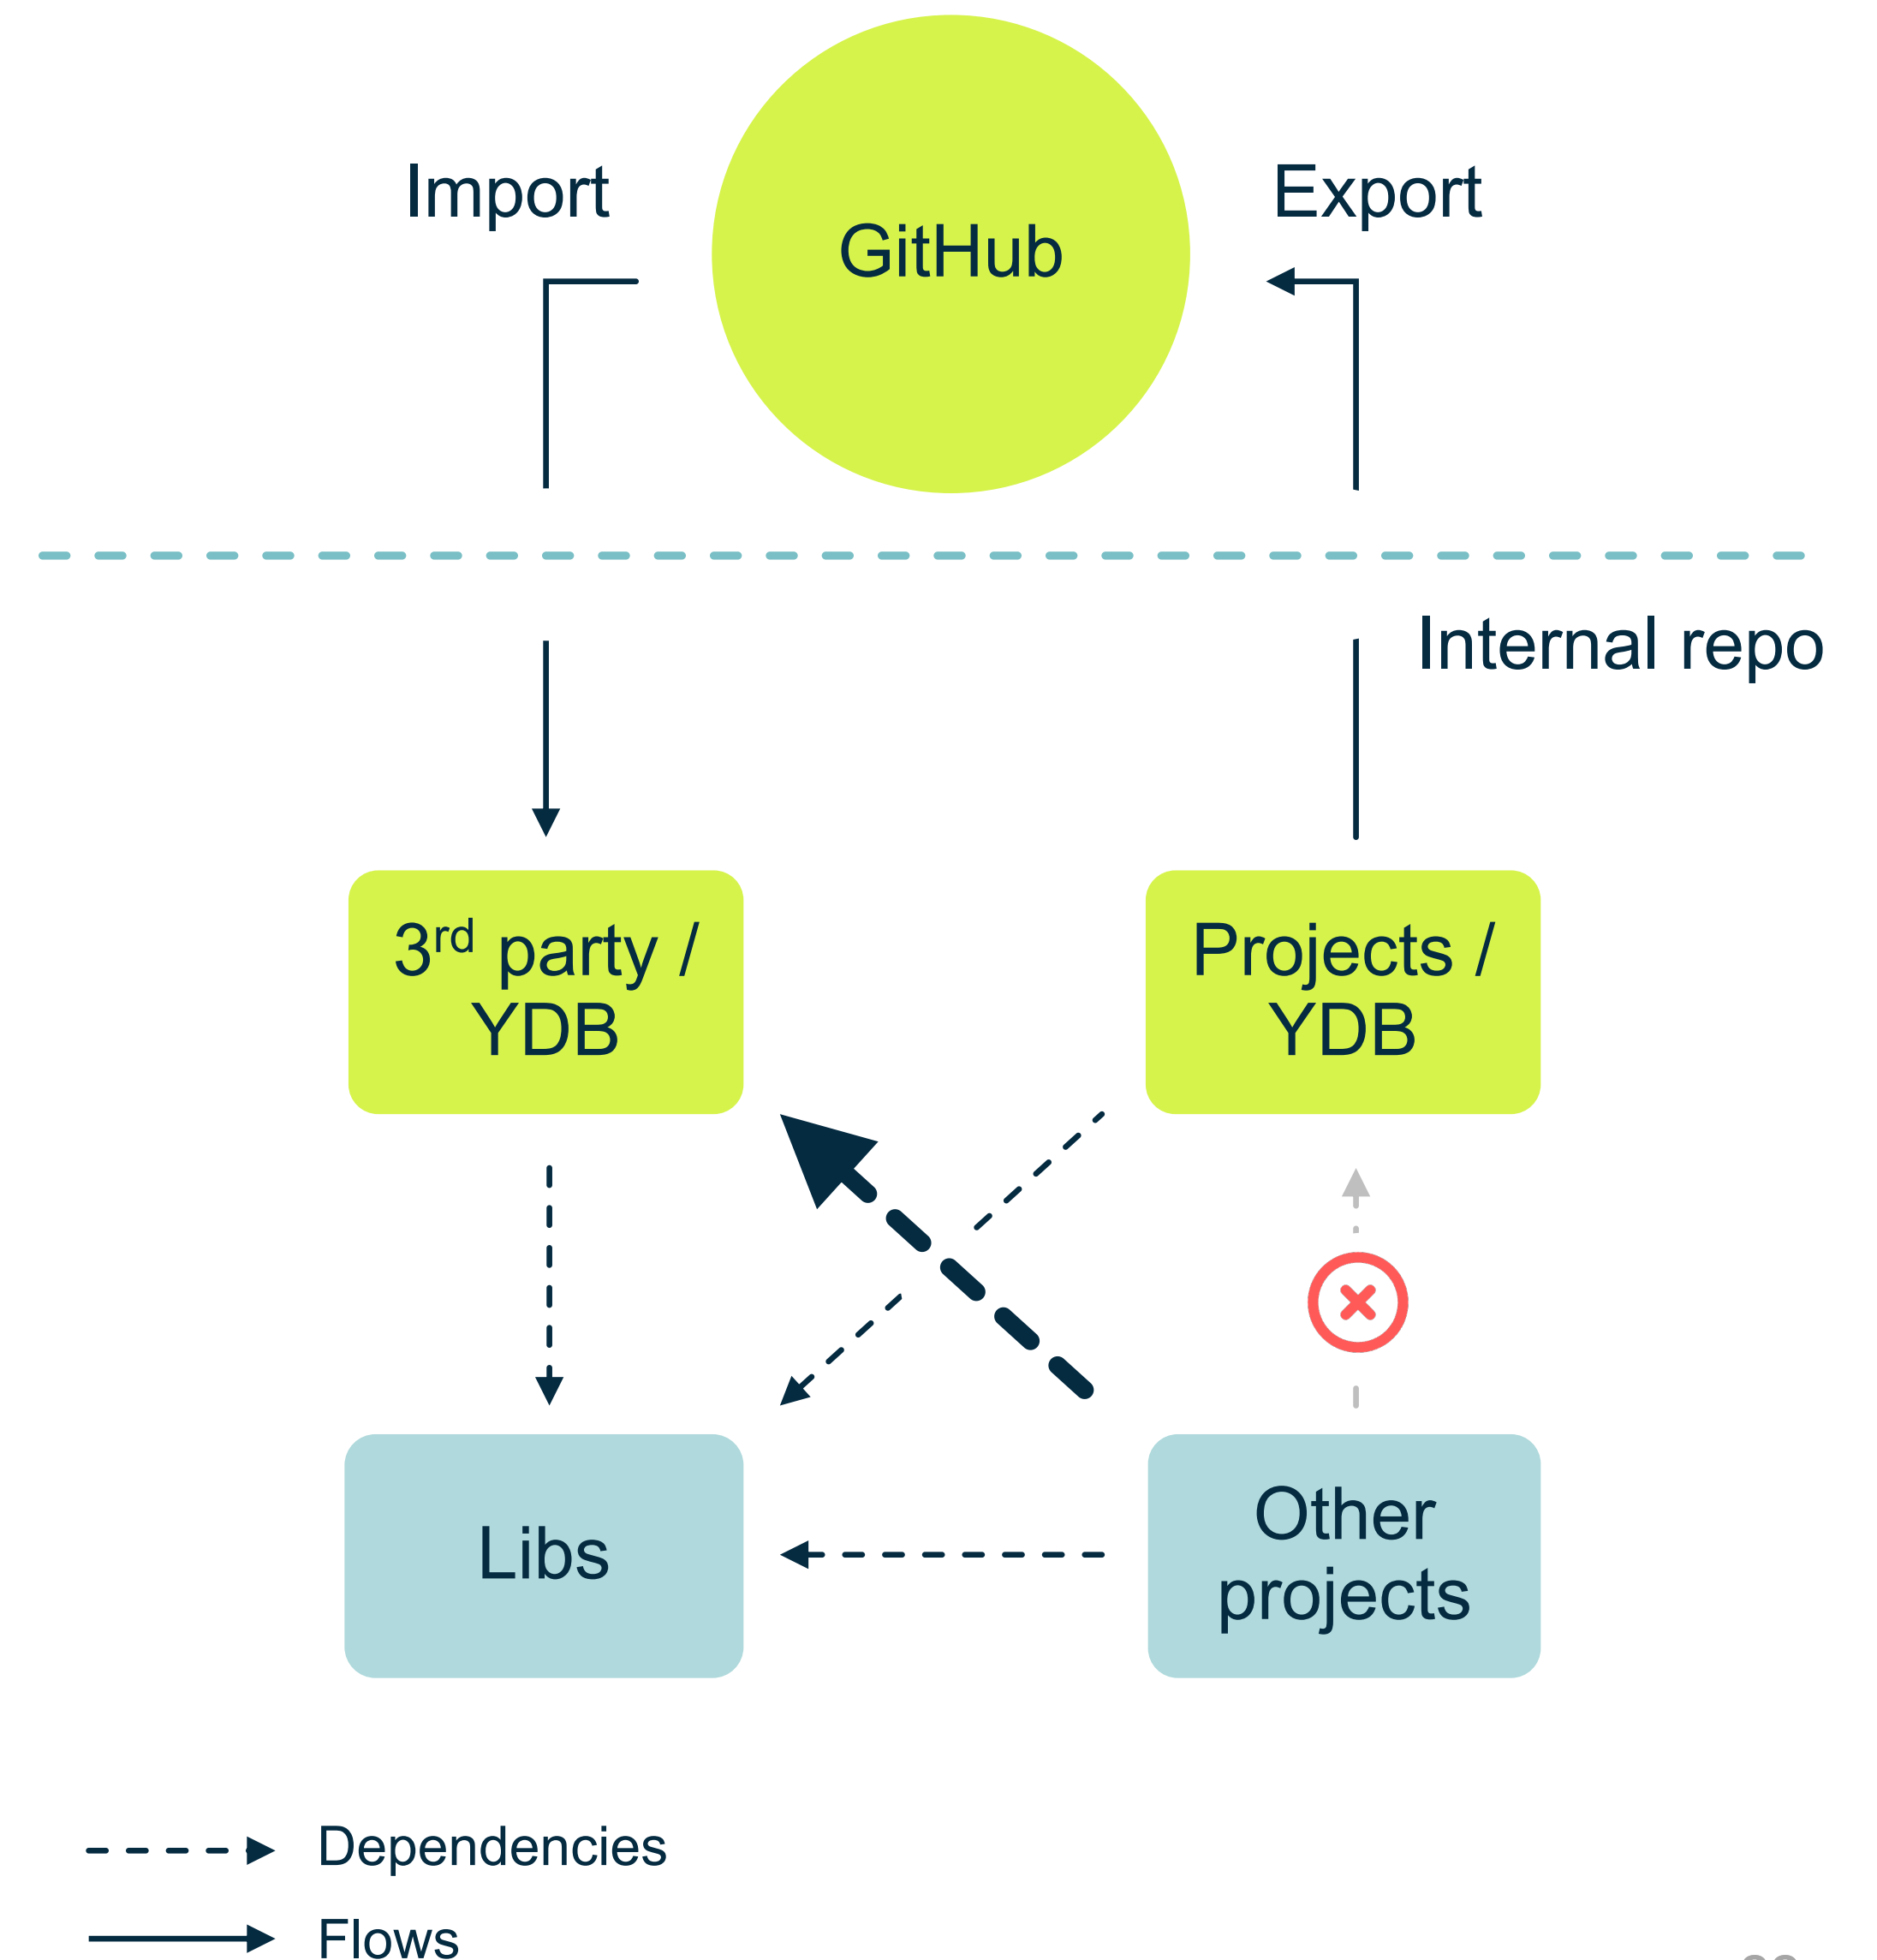 Import
GitHub
Export
Internal repo
3rd party /
YDB
Projects /
YDB
Libs
Other
projects
Dependencies
Flows